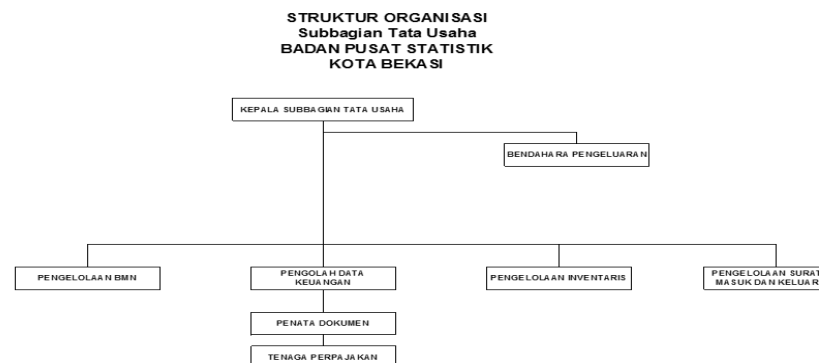 STRUKTUR ORGANISASI
Subbagian Tata Usaha
BADAN PUSAT STATISTIK
KOTA BEKASI
KEPALA SUBBAGIAN TATA USAHA
BENDAHARA PENGELUARAN
PENGELOLAAN BMN
PENGOLAH DATA
KEUANGAN
PENGELOLAAN INVENTARIS
PENGELOLAAN SURAT
MASUK DAN KELUAR
PENATA DOKUMEN
TENAGA PERPAJAKAN